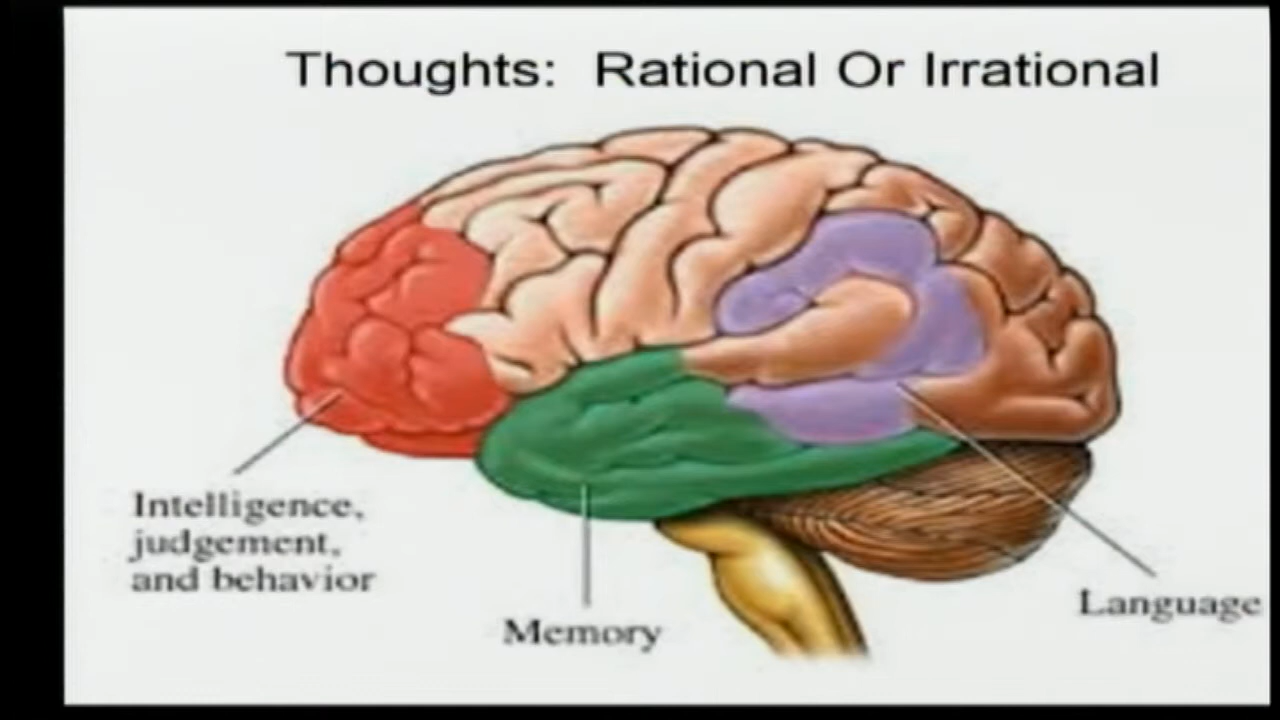 Thoughts: Rational Or Irrational
Intelligence,
judgement,
and behavior
Memory
Language